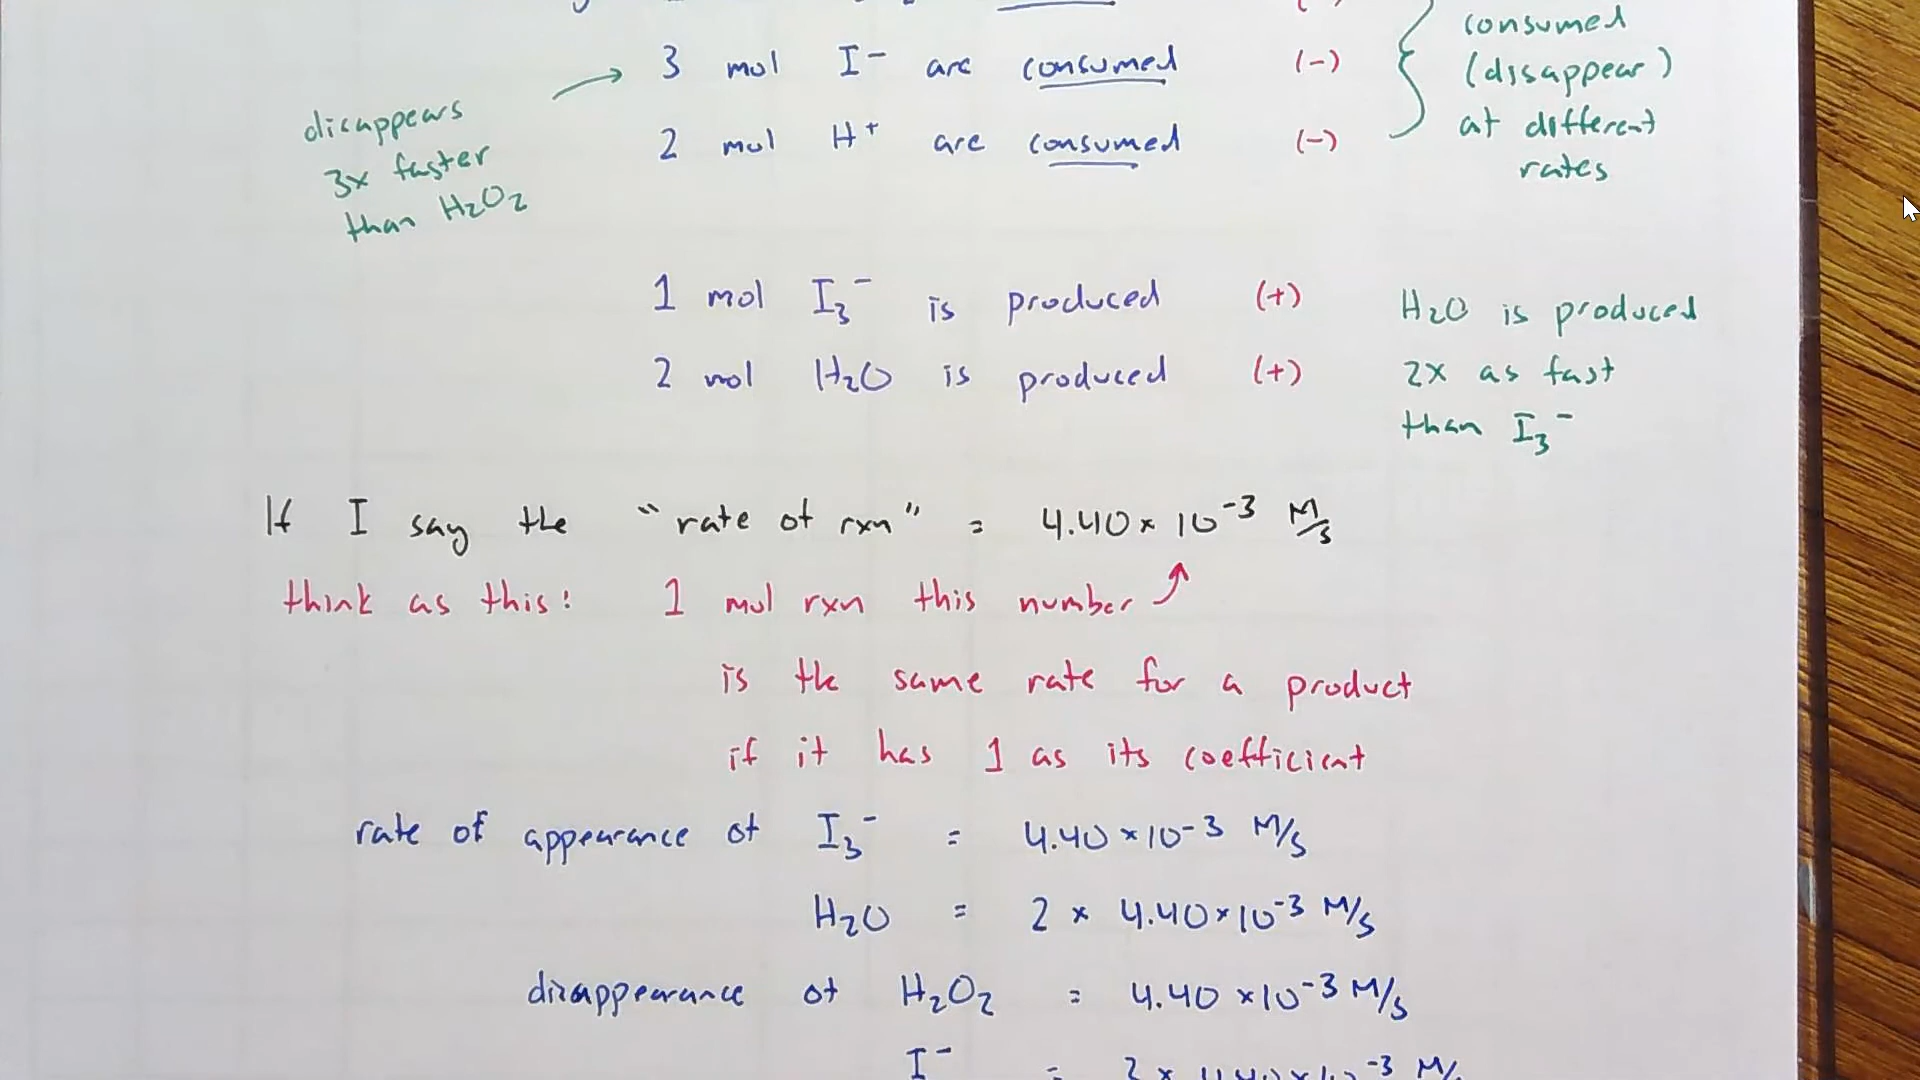 consumed
3 mol I⁻ are consumed (-)
(disappear)
2 mol H⁺ are consumed (-)
at different
rates
disappears
3x faster
than H₂O₂
1 mol I₃⁻ is produced (+)
2 mol H₂O is produced (+)
H₂O is produced
2x as fast
than I₃⁻
If I say the "rate of rxn" = 4.40 × 10⁻³ M/s
think as this: 1 mol rxn this number
is the same rate for a product
if it has 1 as its coefficient
rate of appearance of I₃⁻ = 4.40 × 10⁻³ M/s
H₂O = 2 × 4.40 × 10⁻³ M/s
disappearance of H₂O₂ = 4.40 × 10⁻³ M/s
I⁻ = × 4.40 × 10⁻³ M/